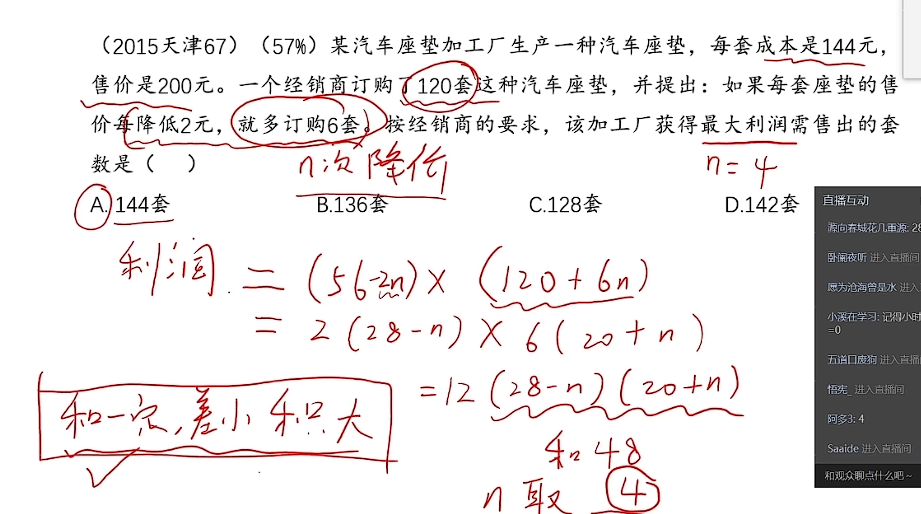 （2015天津67）（57%）某汽车座垫加工厂生产一种汽车座垫，每套成本是144元，
售价是200元。一个经销商订购了120套这种汽车座垫，并提出：如果每套座垫的售
价每降低2元，就多订购6套。按经销商的要求，该加工厂获得最大利润需售出的套
数是（ ）
n次降价
n=4
A.144套 B.136套 C.128套 D.142套
利润=(56-2n)×(120+6n)
=2(28-n)×6(20+n)
=12(28-n)(20+n)
和一定,差小积大
和48
n取4
直播互动
源向春城花几重源: 28
卧阑夜听 进入直播间
愿为沧海曾是水 进入
小溪在学习: 记得小时
=0
五道口废狗 进入直播
悟宪_ 进入直播间
阿多3: 4
Saaide 进入直播间
和观众聊点什么吧~